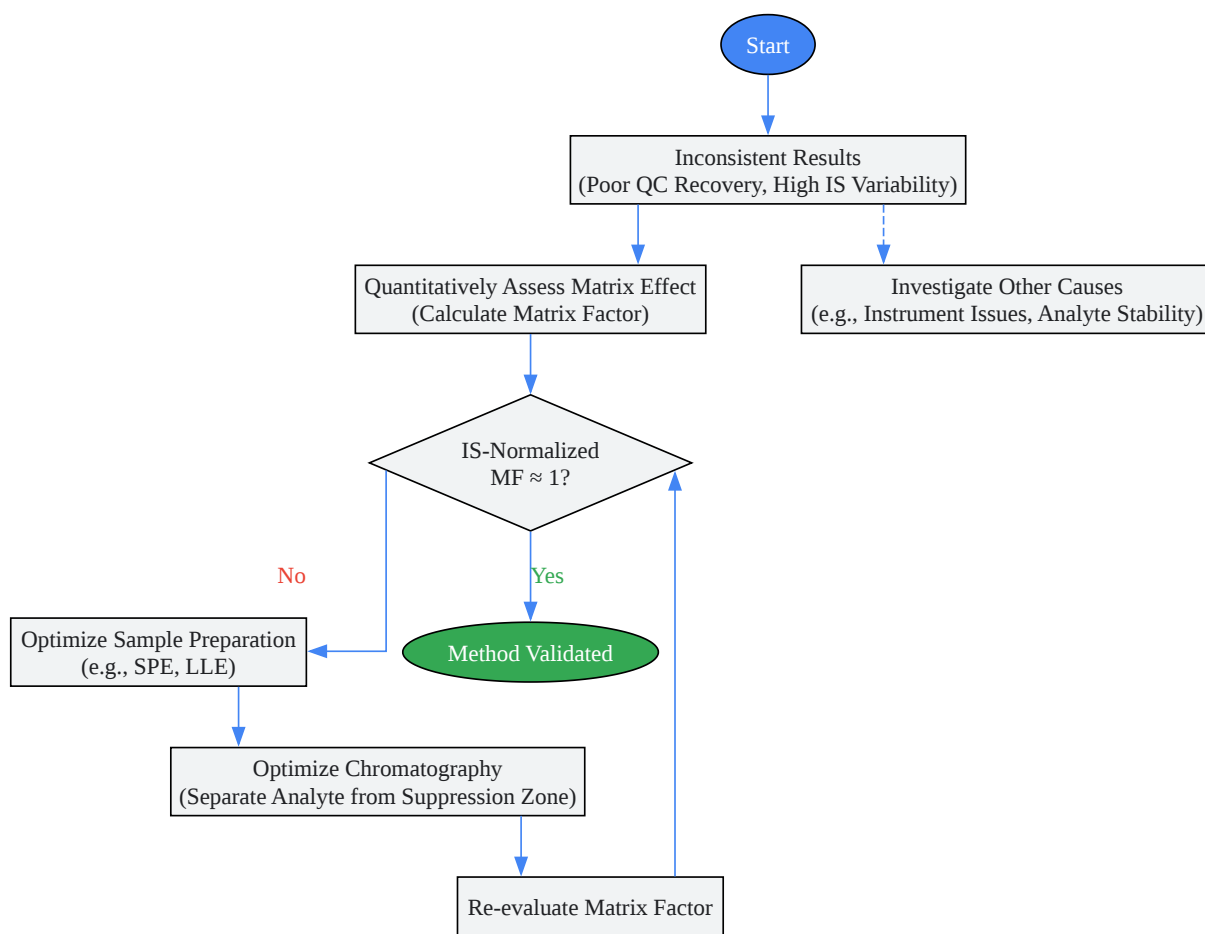 Start
Inconsistent Results
(Poor QC Recovery, High IS Variability)
Quantitatively Assess Matrix Effect
(Calculate Matrix Factor)
Investigate Other Causes
(e.g., Instrument Issues, Analyte Stability)
IS-Normalized
MF ≈ 1?
No
Yes
Optimize Sample Preparation
(e.g., SPE, LLE)
Method Validated
Optimize Chromatography
(Separate Analyte from Suppression Zone)
Re-evaluate Matrix Factor